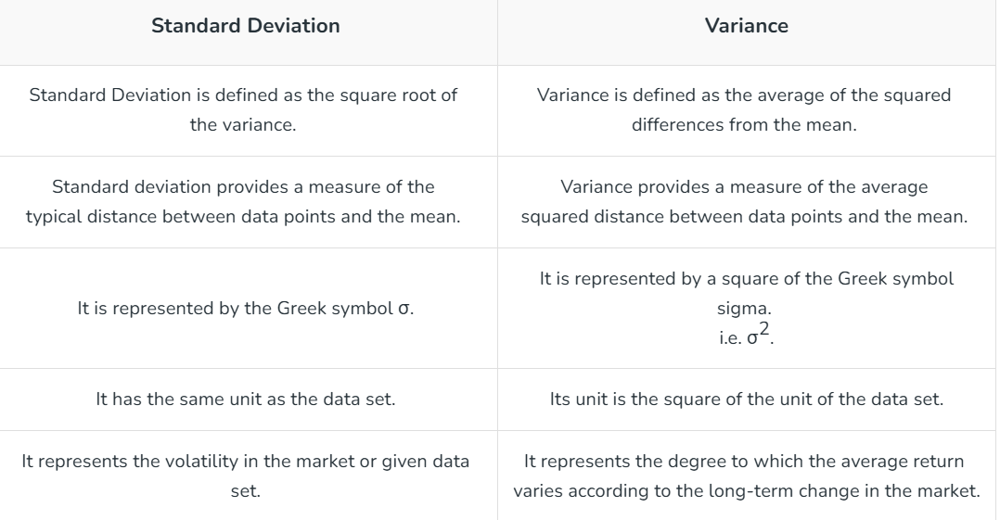 Standard Deviation
Variance
Standard Deviation is defined as the square root of
the variance.
Variance is defined as the average of the squared
differences from the mean.
Standard deviation provides a measure of the
typical distance between data points and the mean.
Variance provides a measure of the average
squared distance between data points and the mean.
It is represented by the Greek symbol σ.
It is represented by a square of the Greek symbol
sigma.
i.e. σ².
It has the same unit as the data set.
Its unit is the square of the unit of the data set.
It represents the volatility in the market or given data
set.
It represents the degree to which the average return
varies according to the long-term change in the market.